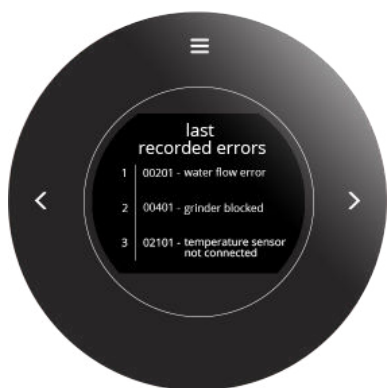 last
recorded errors
1 00201 - water flow error
2 00401 - grinder blocked
3 02101 - temperature sensor
not connected